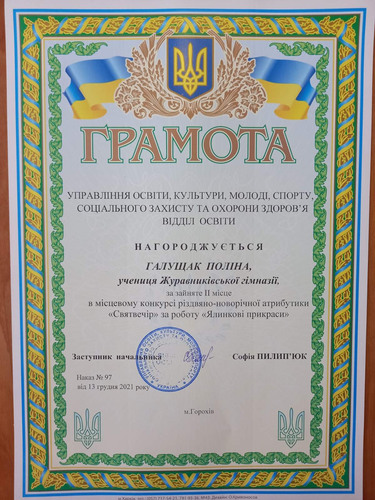 ГРАМОТА
УПРАВЛІННЯ ОСВІТИ, КУЛЬТУРИ, МОЛОДІ, СПОРТУ,
СОЦІАЛЬНОГО ЗАХИСТУ ТА ОХОРОНИ ЗДОРОВ'Я
ВІДДІЛ ОСВІТИ
НАГОРОДЖУЄТЬСЯ
ГАЛУЩАК ПОЛІНА,
учениця Журавниківської гімназії,
за зайняте ІІ місце
в місцевому конкурсі різдвяно-новорічної атрибутики
«Святвечір» за роботу «Ялинкові прикраси»
Заступник начальника
Софія ПИЛИП'ЮК
Наказ № 97
від 13 грудня 2021 року
м.Горохів